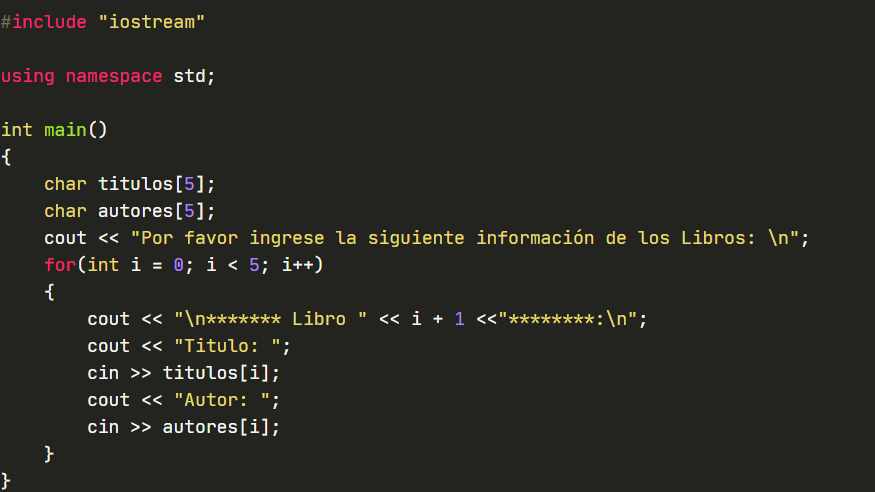 #include "iostream"
using namespace std;
int main()
{
    char titulos[5];
    char autores[5];
    cout << "Por favor ingrese la siguiente información de los Libros: \n";
    for(int i = 0; i < 5; i++)
    {
        cout << "\n******* Libro " << i + 1 <<"********:\n";
        cout << "Titulo: ";
        cin >> titulos[i];
        cout << "Autor: ";
        cin >> autores[i];
    }
}